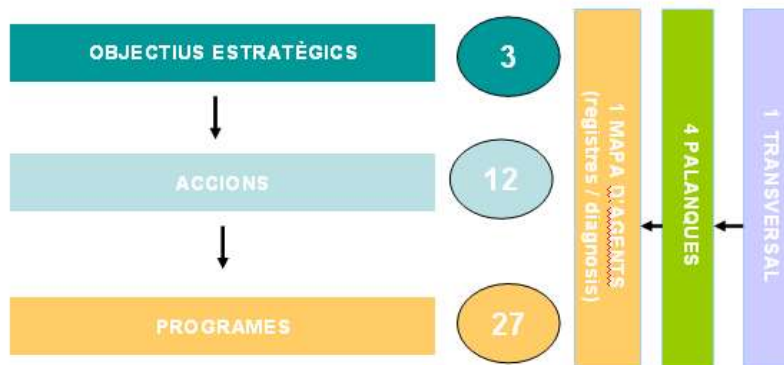 OBJECTIUS ESTRATÈGICS
3
ACCIONS
12
PROGRAMES
27
1 MAPA D'AGENTS
(registres / diagnosis)
4 PALANQUES
1 TRANSVERSAL